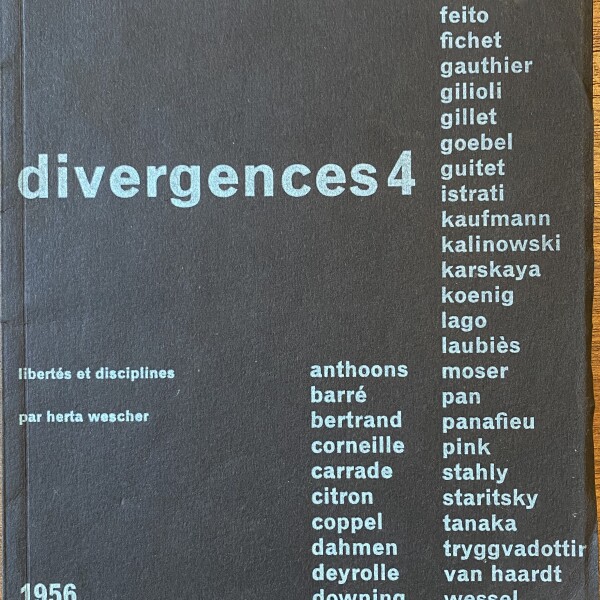 divergences 4
libertés et disciplines
par herta wescher
1956
anthoons
barré
bertrand
corneille
carrade
citron
coppel
dahmen
deyrolle
downing
feito
fichet
gauthier
gilioli
gillet
goebel
guitet
istrati
kaufmann
kalinowski
karskaya
koenig
lago
laubiès
moser
pan
panafieu
pink
stahly
staritsky
tanaka
tryggvadottir
van haardt
wessel